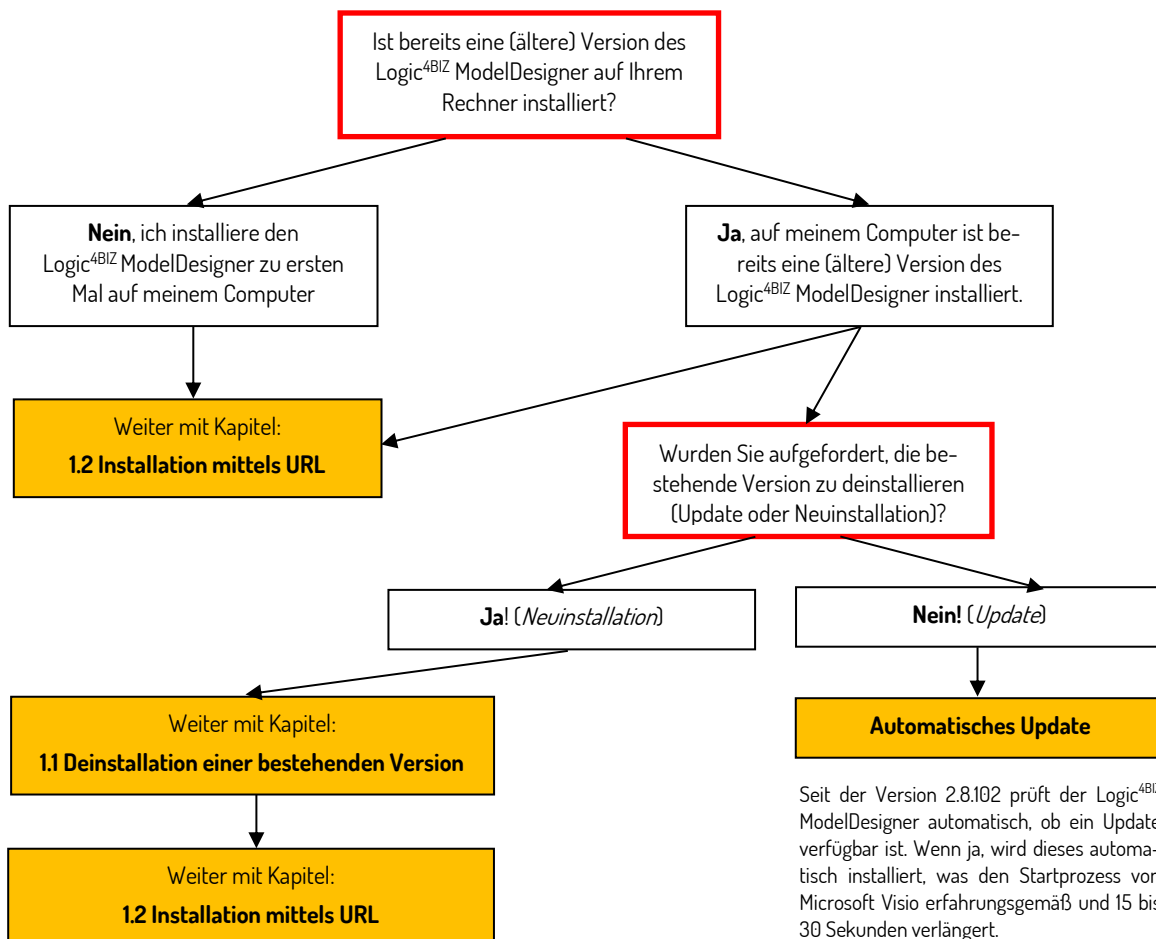 Ist bereits eine (ältere) Version des
Logic4BIZ ModelDesigner auf Ihrem
Rechner installiert?
Nein, ich installiere den
Logic4BIZ ModelDesigner zu ersten
Mal auf meinem Computer
Ja, auf meinem Computer ist be-
reits eine (ältere) Version des
Logic4BIZ ModelDesigner installiert.
Weiter mit Kapitel:
1.2 Installation mittels URL
Wurden Sie aufgefordert, die be-
stehende Version zu deinstallieren
(Update oder Neuinstallation)?
Ja! (Neuinstallation)
Nein! (Update)
Weiter mit Kapitel:
1.1 Deinstallation einer bestehenden Version
Automatisches Update
Weiter mit Kapitel:
1.2 Installation mittels URL
Seit der Version 2.8.102 prüft der Logic4BIZ
ModelDesigner automatisch, ob ein Update
verfügbar ist. Wenn ja, wird dieses automa-
tisch installiert, was den Startprozess von
Microsoft Visio erfahrungsgemäß und 15 bis
30 Sekunden verlängert.